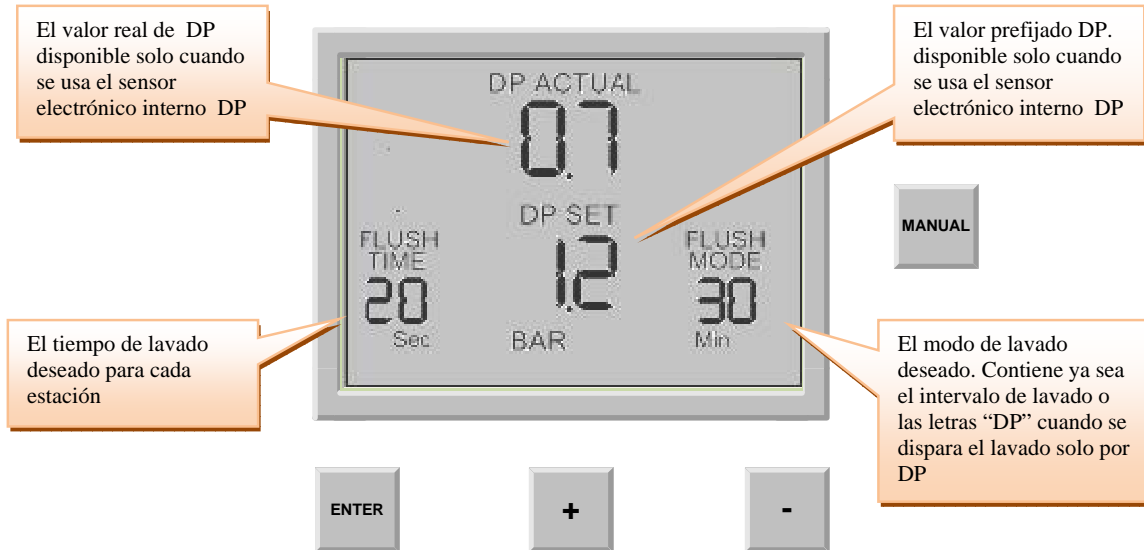 El valor real de DP
disponible solo cuando
se usa el sensor
electrónico interno DP
El valor prefijado DP.
disponible solo cuando
se usa el sensor
electrónico interno DP
DP ACTUAL
0.7
DP SET
1.2
BAR
FLUSH
TIME
20
Sec
FLUSH
MODE
30
Min
MANUAL
El tiempo de lavado
deseado para cada
estación
El modo de lavado
deseado. Contiene ya sea
el intervalo de lavado o
las letras “DP” cuando se
dispara el lavado solo por
DP
ENTER
+
-